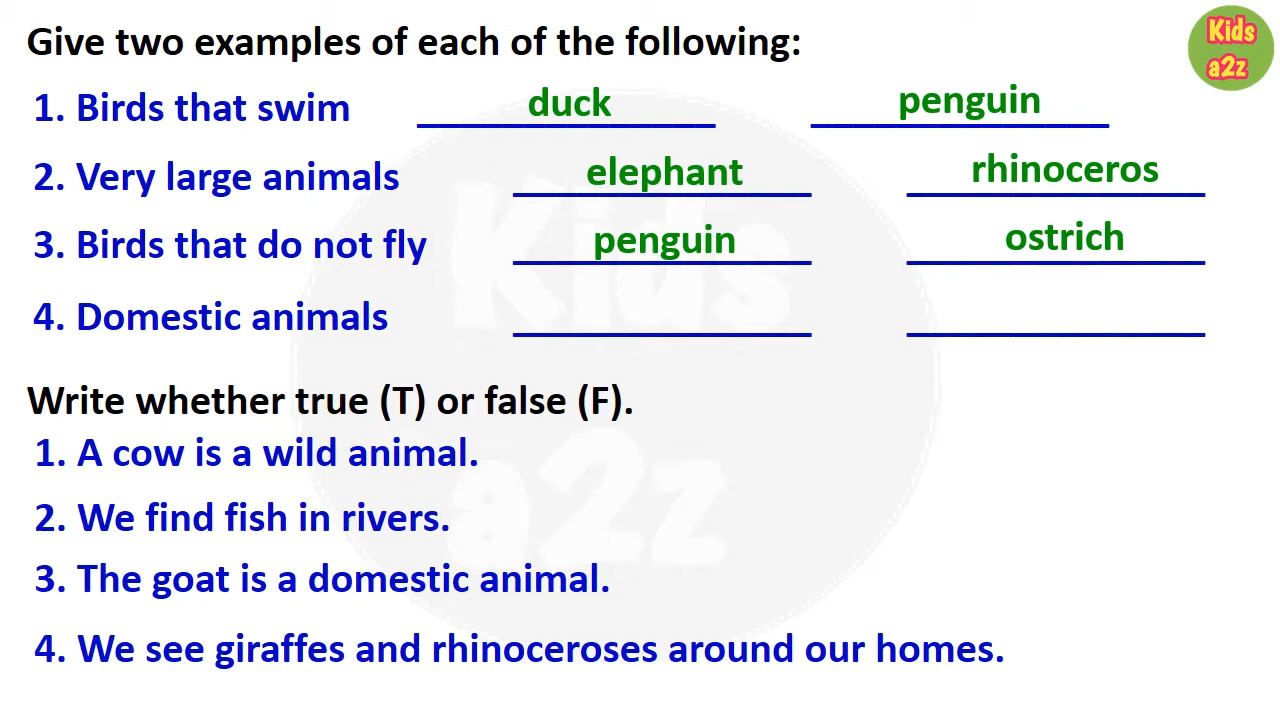 Give two examples of each of the following:
Kids
a2z
1. Birds that swim duck penguin
2. Very large animals elephant rhinoceros
3. Birds that do not fly penguin ostrich
4. Domestic animals
Kids
Write whether true (T) or false (F).
1. A cow is a wild animal.
a2z
2. We find fish in rivers.
3. The goat is a domestic animal.
4. We see giraffes and rhinoceroses around our homes.